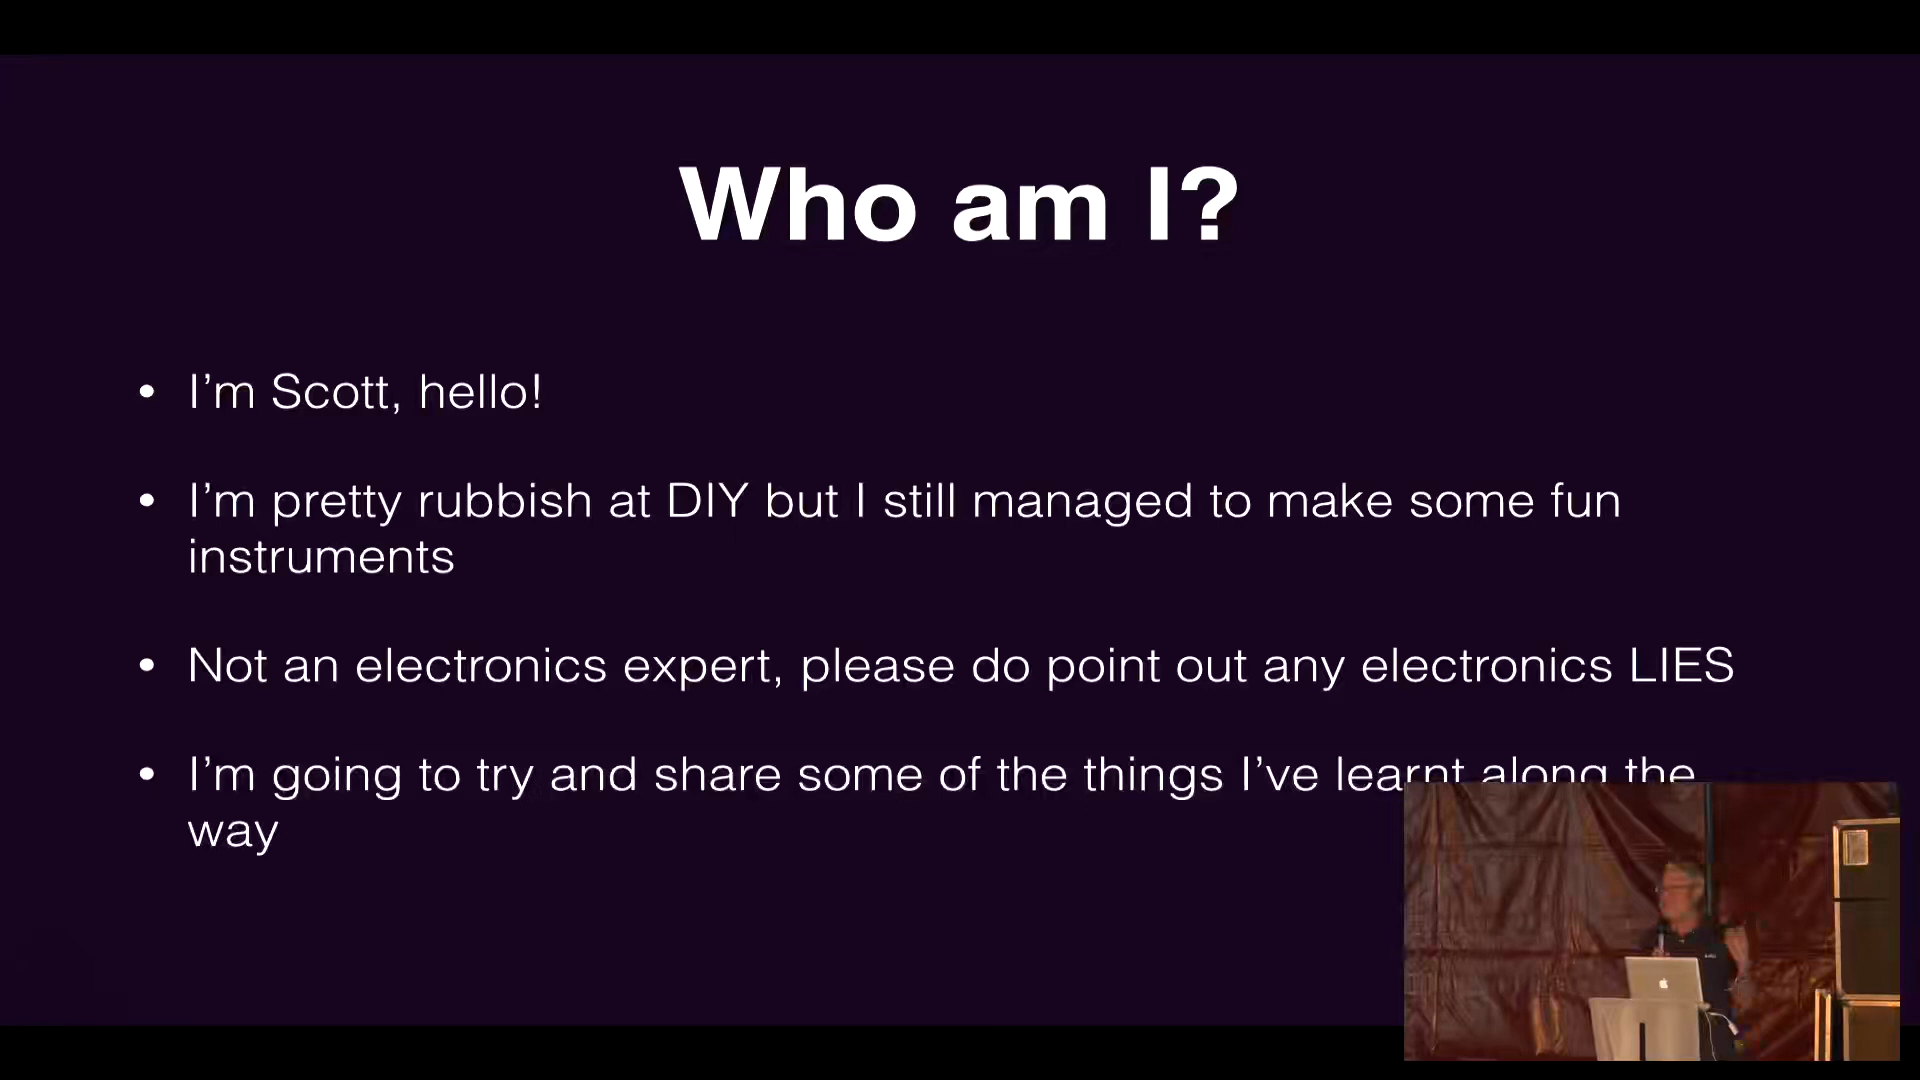 Who am I?
• I’m Scott, hello!
• I’m pretty rubbish at DIY but I still managed to make some fun
instruments
• Not an electronics expert, please do point out any electronics LIES
• I’m going to try and share some of the things I’ve learnt along the
way